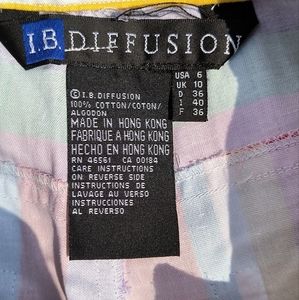 I.B. DIFFUSION
USA 6
UK 10
D 36
I 40
F 36
© I.B. DIFFUSION
100% COTTON/COTON/
ALGODON
MADE IN HONG KONG
FABRIQUE A HONG KONG
HECHO EN HONG KONG
RN 46561 CA 00184
CARE INSTRUCTIONS
ON REVERSE SIDE
INSTRUCTIONS DE
LAVAGE AU VERSO
INSTRUCCIONES
AL REVERSO